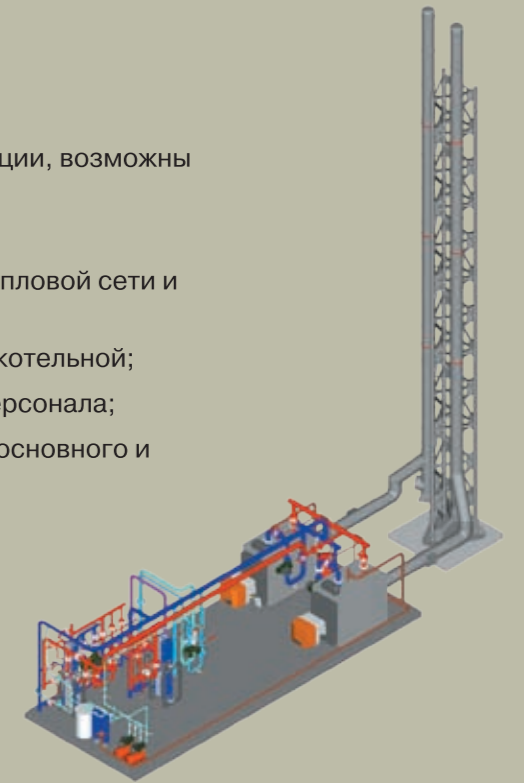 ции, возможны
пловой сети и
котельной;
ерсонала;
основного и